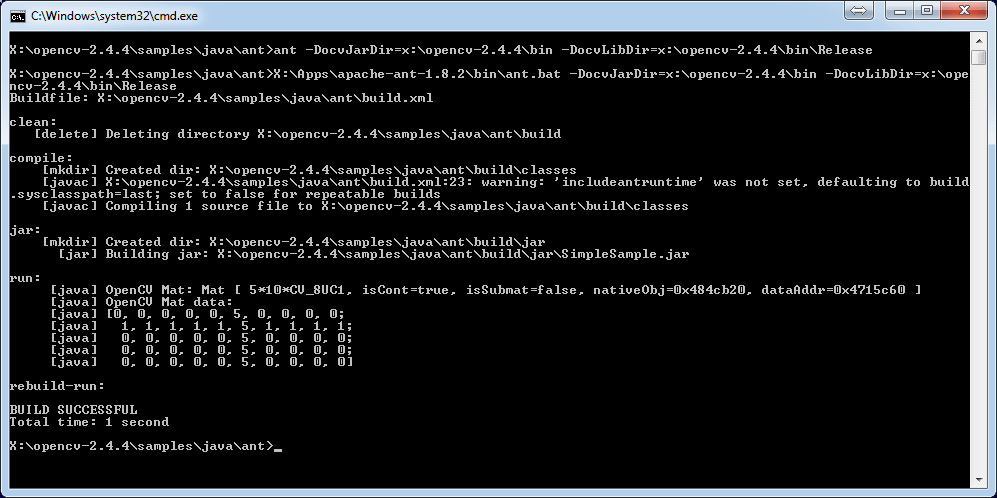 C:\Windows\system32\cmd.exe
X:\opencv-2.4.4\samples\java\ant>ant -DocvJarDir=x:\opencv-2.4.4\bin -DocvLibDir=x:\opencv-2.4.4\bin\Release
X:\opencv-2.4.4\samples\java\ant>X:\Apps\apache-ant-1.8.2\bin\ant.bat -DocvJarDir=x:\opencv-2.4.4\bin -DocvLibDir=x:\ope
ncv-2.4.4\bin\Release
Buildfile: X:\opencv-2.4.4\samples\java\ant\build.xml
clean:
[delete] Deleting directory X:\opencv-2.4.4\samples\java\ant\build
compile:
[mkdir] Created dir: X:\opencv-2.4.4\samples\java\ant\build\classes
[javac] X:\opencv-2.4.4\samples\java\ant\build.xml:23: warning: 'includeantruntime' was not set, defaulting to build
.sysclasspath=last; set to false for repeatable builds
[javac] Compiling 1 source file to X:\opencv-2.4.4\samples\java\ant\build\classes
jar:
[mkdir] Created dir: X:\opencv-2.4.4\samples\java\ant\build\jar
[jar] Building jar: X:\opencv-2.4.4\samples\java\ant\build\jar\SimpleSample.jar
run:
[java] OpenCV Mat: Mat [ 5*10*CV_8UC1, isCont=true, isSubmat=false, nativeObj=0x484cb20, dataAddr=0x4715c60 ]
[java] OpenCV Mat data:
[java] [0, 0, 0, 0, 0, 5, 0, 0, 0, 0;
[java]   1, 1, 1, 1, 1, 5, 1, 1, 1, 1;
[java]   0, 0, 0, 0, 0, 5, 0, 0, 0, 0;
[java]   0, 0, 0, 0, 0, 5, 0, 0, 0, 0;
[java]   0, 0, 0, 0, 0, 5, 0, 0, 0, 0]
rebuild-run:
BUILD SUCCESSFUL
Total time: 1 second
X:\opencv-2.4.4\samples\java\ant>_